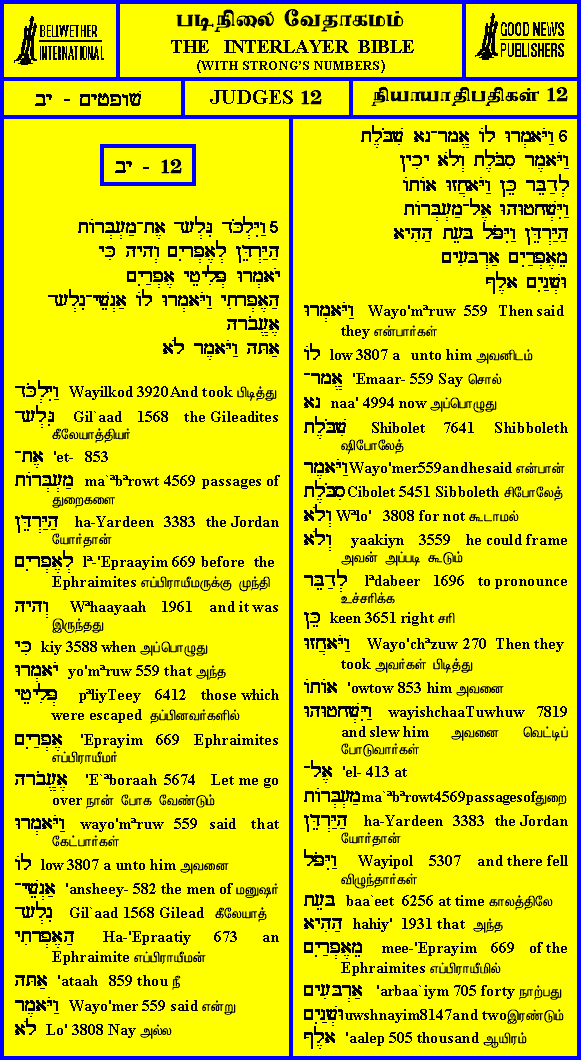 BELLWETHER
INTERNATIONAL
படிநிலை வேதாகமம்
THE INTERLAYER BIBLE
(WITH STRONG'S NUMBERS)
GOOD NEWS
PUBLISHERS
שופטים - יב
JUDGES 12
நியாயாதிபதிகள் 12
יב - 12
5 וַיִּלְכֹּד גִּלְעָד אֶת־מַעְבְּרוֹת
הַיַּרְדֵּן לְאֶפְרָיִם וְהָיָה כִּי
יֹאמְרוּ פְּלִיטֵי אֶפְרַיִם
הַאֶפְרָתִי וַיֹּאמְרוּ לוֹ אַנְשֵׁי־גִלְעָד
אֶעֱבֹרָה
אַתָּה וַיֹּאמֶר לֹא
וַיִּלְכֹּד Wayilkod 3920 And took பிடித்து
גִּלְעָד Gil`aad 1568 the Gileadites
கீலேயாத்தியர்
אֶת־ 'et- 853
מַעְבְּרוֹת ma`ªbªrowt 4569 passages of
துறைகளை
הַיַּרְדֵּן ha-Yardeen 3383 the Jordan
யோர்தான்
לְאֶפְרָיִם lª-'Epraayim 669 before the
Ephraimites எப்பிராயீமருக்கு முந்தி
וְהָיָה Wªhaayaah 1961 and it was
இருந்தது
כִּי kiy 3588 when அப்பொழுது
יֹאמְרוּ yo'mªruw 559 that அந்த
פְּלִיטֵי pªliyTeey 6412 those which
were escaped தப்பினவர்களில்
אֶפְרַיִם 'Eprayim 669 Ephraimites
எப்பிராயீமர்
אֶעֱבֹרָה 'E`ªboraah 5674 Let me go
over நான் போக வேண்டும்
וַיֹּאמְרוּ wayo'mªruw 559 said that
கேட்பார்கள்
לוֹ low 3807 a unto him அவனை
אַנְשֵׁי־ 'ansheey- 582 the men of மனுஷர்
גִלְעָד Gil`aad 1568 Gilead கீலேயாத்
הַאֶפְרָתִי Ha-'Epraatiy 673 an
Ephraimite எப்பிராயீமன்
אַתָּה 'ataah 859 thou நீ
וַיֹּאמֶר Wayo'mer 559 said என்று
לֹא Lo' 3808 Nay அல்ல
6 וַיֹּאמְרוּ לוֹ אֱמָר־נָא שִׁבֹּלֶת
וַיֹּאמֶר סִבֹּלֶת וְלֹא יָכִין
לְדַבֵּר כֵּן וַיֹּאחֲזוּ אוֹתוֹ
וַיִּשְׁחָטוּהוּ אֶל־מַעְבְּרוֹת
הַיַּרְדֵּן וַיִּפֹּל בָּעֵת הַהִיא
מֵאֶפְרַיִם אַרְבָּעִים
וּשְׁנַיִם אָלֶף
וַיֹּאמְרוּ Wayo'mªruw 559 Then said
they என்பார்கள்
לוֹ low 3807 a unto him அவனிடம்
אֱמָר־ 'Emaar- 559 Say சொல்
נָא naa' 4994 now அப்பொழுது
שִׁבֹּלֶת Shibolet 7641 Shibboleth
ஷிபோலேத்
וַיֹּאמֶר Wayo'mer559andhesaid என்பான்
סִבֹּלֶת Cibolet 5451 Sibboleth சிபோலேத்
וְלֹא Wªlo' 3808 for not கூடாமல்
וְלֹא yaakiyn 3559 he could frame
அவன் அப்படி கூடும்
לְדַבֵּר lªdabeer 1696 to pronounce
உச்சரிக்க
כֵּן keen 3651 right சரி
וַיֹּאחֲזוּ Wayo'chªzuw 270 Then they
took அவர்கள் பிடித்து
אוֹתוֹ 'owtow 853 him அவனை
וַיִּשְׁחָטוּהוּ wayishchaaTuwhuw 7819
and slew him அவனை வெட்டிப்
போடுவார்கள்
אֶל־ 'el- 413 at
מַעְבְּרוֹת ma`ªbªrowt4569passagesofதுறை
הַיַּרְדֵּן ha-Yardeen 3383 the Jordan
யோர்தான்
וַיִּפֹּל Wayipol 5307 and there fell
விழுந்தார்கள்
בָּעֵת baa`eet 6256 at time காலத்திலே
הַהִיא hahiy' 1931 that அந்த
מֵאֶפְרַיִם mee-'Eprayim 669 of the
Ephraimites எப்பிராயீமில்
אַרְבָּעִים 'arbaa`iym 705 forty நாற்பது
וּשְׁנַיִם uwshnayim8147and twoஇரண்டும்
אָלֶף 'aalep 505 thousand ஆயிரம்